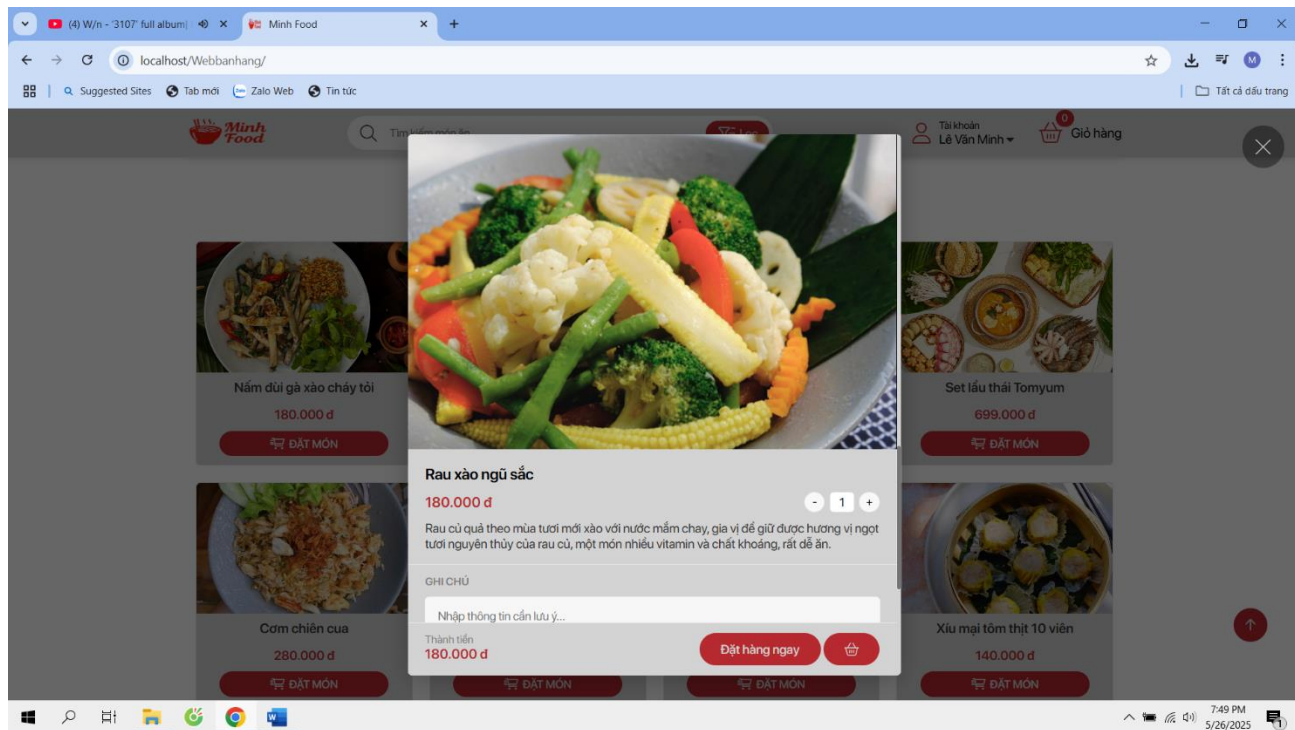 (4) W/n - '3107' full album|
Minh Food
localhost/Webbanhang/
M
Suggested Sites
Tab mới
Zalo Web
Tin tức
Tất cả dấu trang
Minh
Food
Tìm kiếm món ăn
Lọc
Tài khoản
Lê Văn Minh
0
Giỏ hàng
Nấm đùi gà xào cháy tỏi
180.000 đ
ĐẶT MÓN
Set lẩu thái Tomyum
699.000 đ
ĐẶT MÓN
Rau xào ngũ sắc
180.000 đ
- 1 +
Rau củ quả theo mùa tươi mới xào với nước mắm chay, gia vị để giữ được hương vị ngọt
tươi nguyên thủy của rau củ, một món nhiều vitamin và chất khoáng, rất dễ ăn.
GHI CHÚ
Nhập thông tin cần lưu ý...
Thành tiền
180.000 đ
Đặt hàng ngay
Cơm chiên cua
280.000 đ
ĐẶT MÓN
ĐẶT MÓN
ĐẶT MÓN
Xíu mại tôm thịt 10 viên
140.000 đ
ĐẶT MÓN
7:49 PM
5/26/2025
1